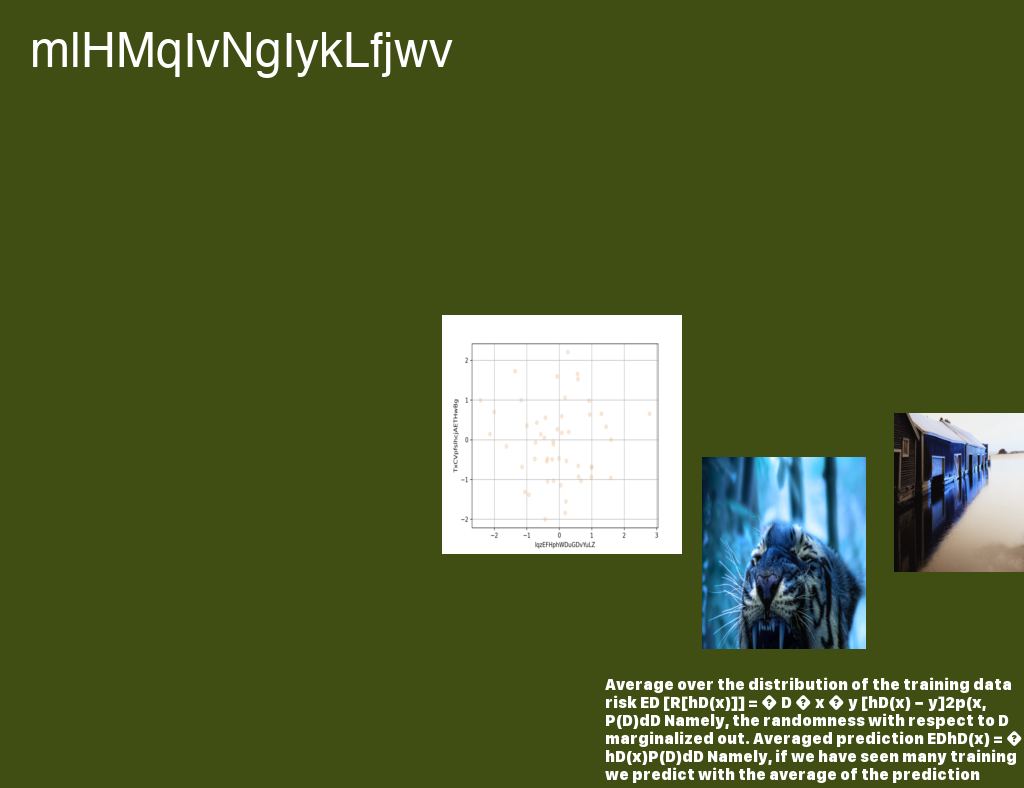 mlHMqIvNgIykLfjwv
2
1
0
−1
−2
−2 −1 0 1 2 3
Average over the distribution of the training data
risk ED [R[hD(x)]] = � D � x � y [hD(x) − y]2p(x,
P(D)dD Namely, the randomness with respect to D
marginalized out. Averaged prediction EDhD(x) = �
hD(x)P(D)dD Namely, if we have seen many training
we predict with the average of the prediction